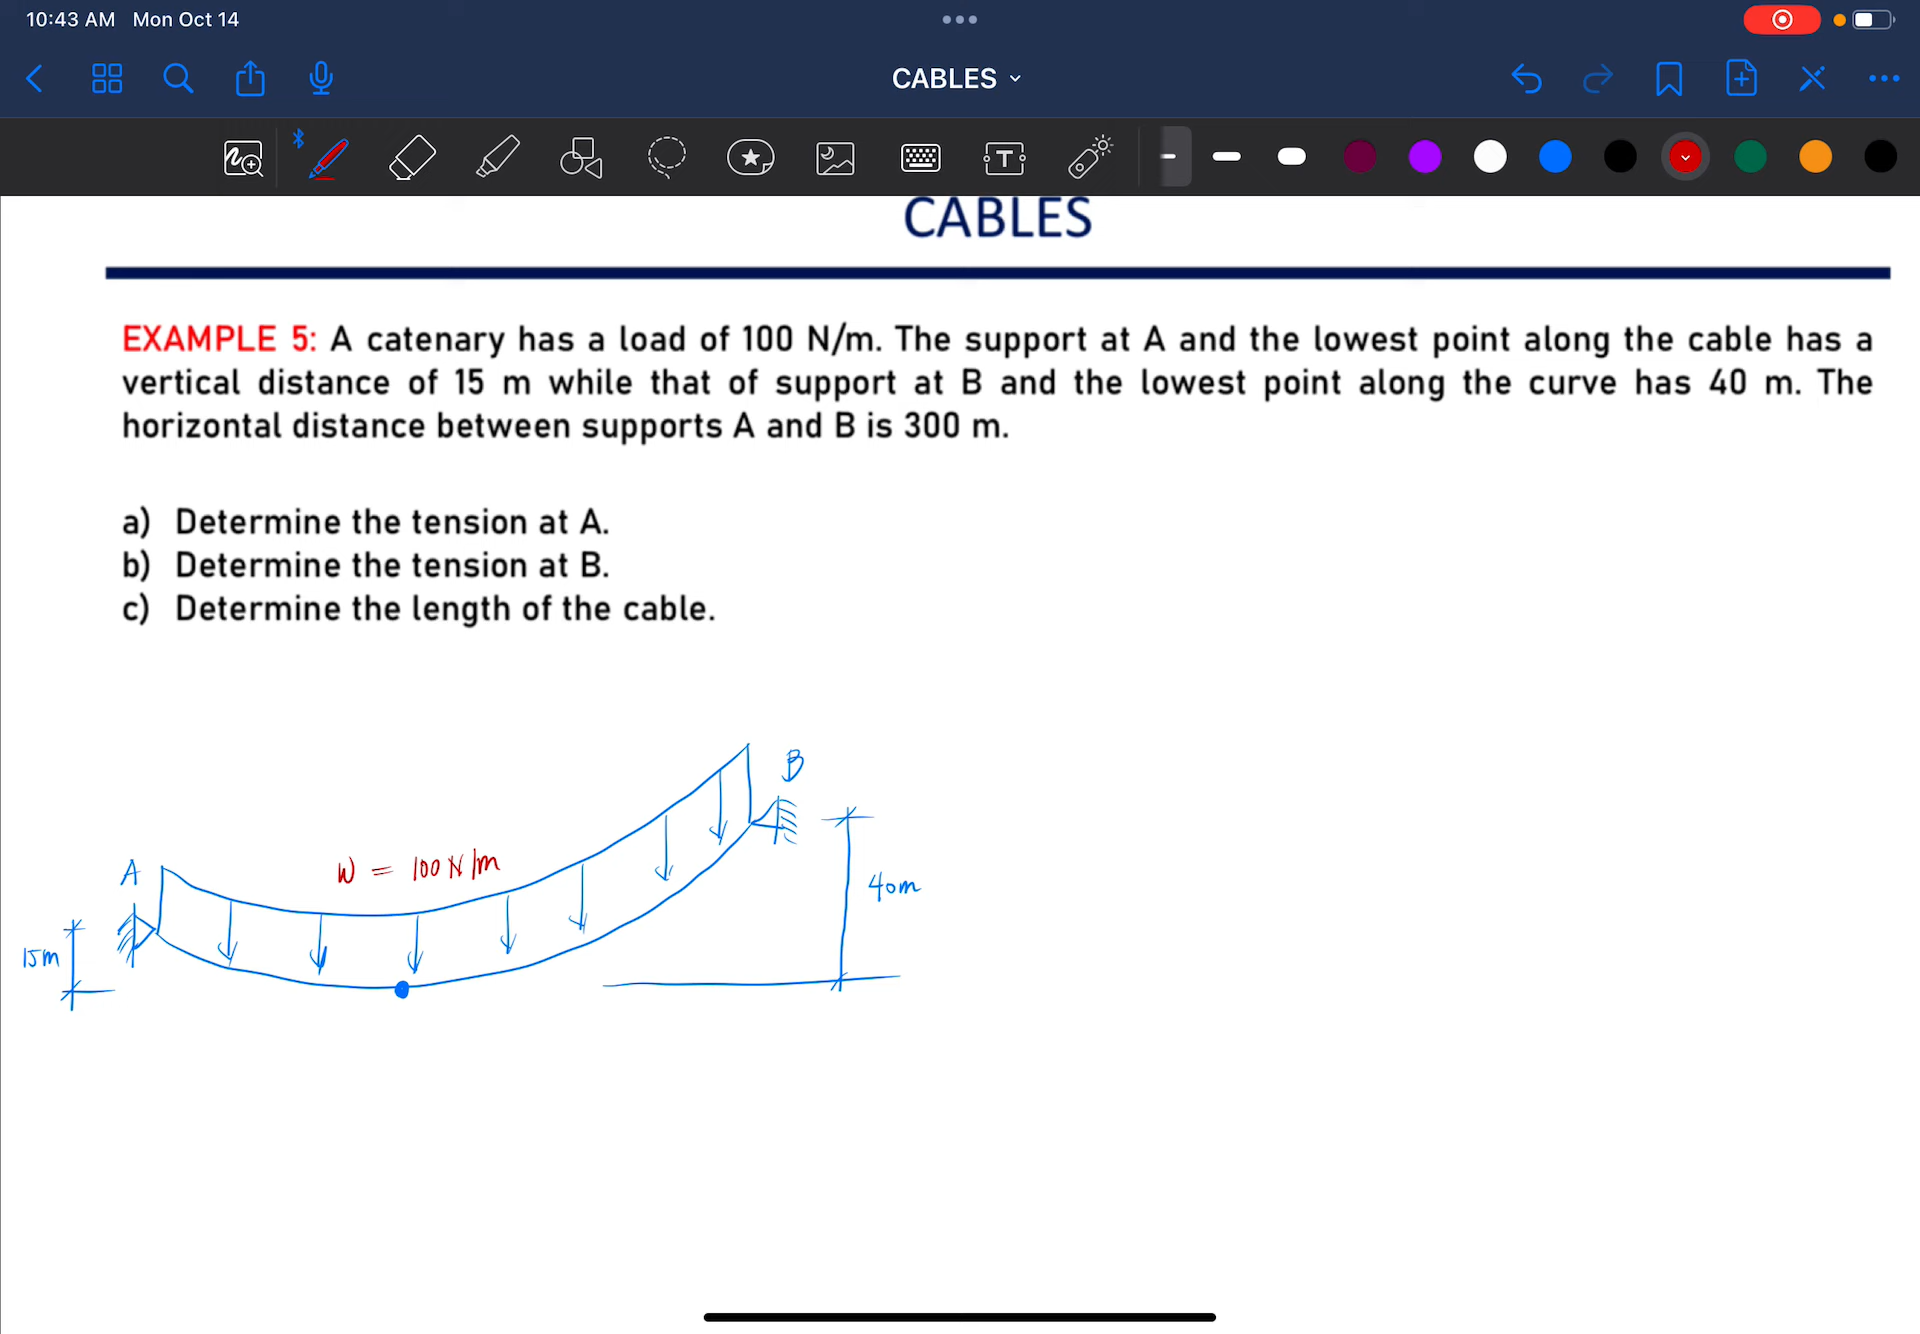 10:43 AM Mon Oct 14
CABLES
T
CABLES
EXAMPLE 5: A catenary has a load of 100 N/m. The support at A and the lowest point along the cable has a
vertical distance of 15 m while that of support at B and the lowest point along the curve has 40 m. The
horizontal distance between supports A and B is 300 m.
a) Determine the tension at A.
b) Determine the tension at B.
c) Determine the length of the cable.
B
A
W = 100 N/m
40m
15m